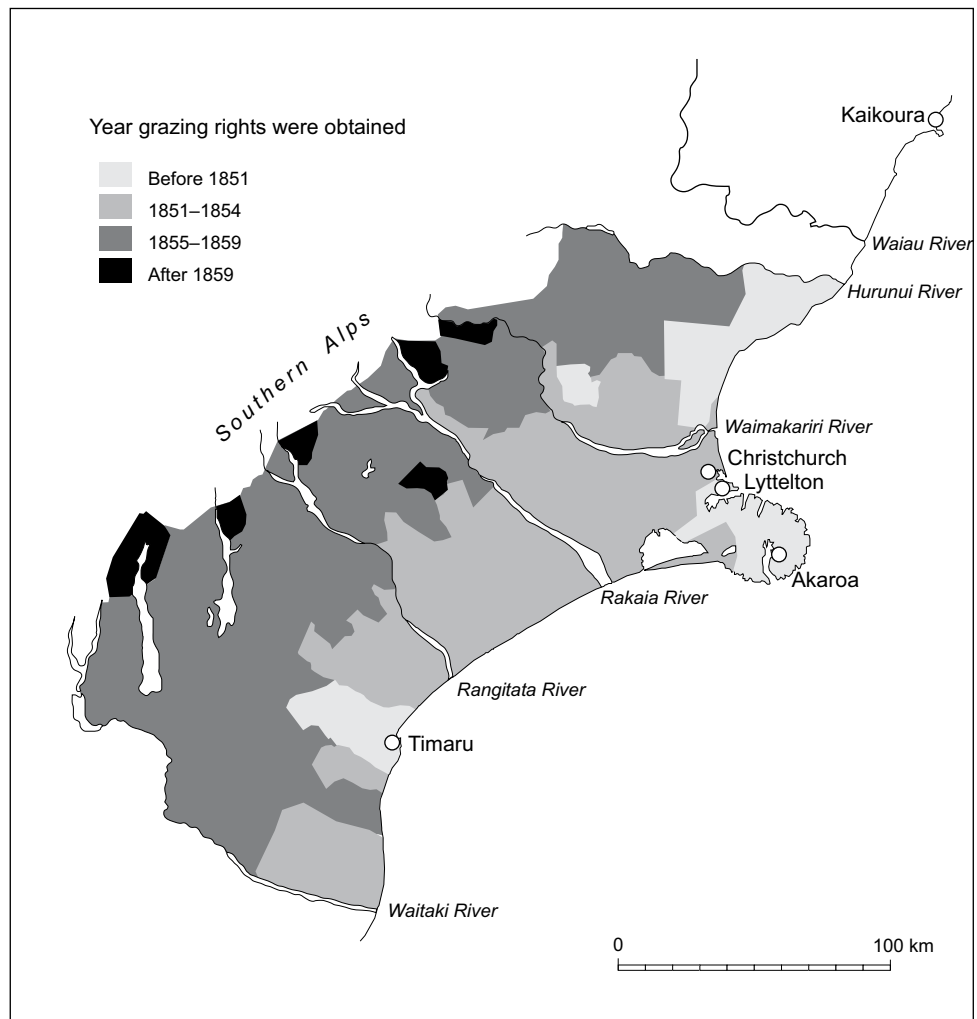 Kaikoura
Year grazing rights were obtained
Before 1851
1851–1854
1855–1859
After 1859
Waiau River
Hurunui River
Southern Alps
Waimakariri River
Christchurch
Lyttelton
Akaroa
Rakaia River
Rangitata River
Timaru
Waitaki River
0 100 km